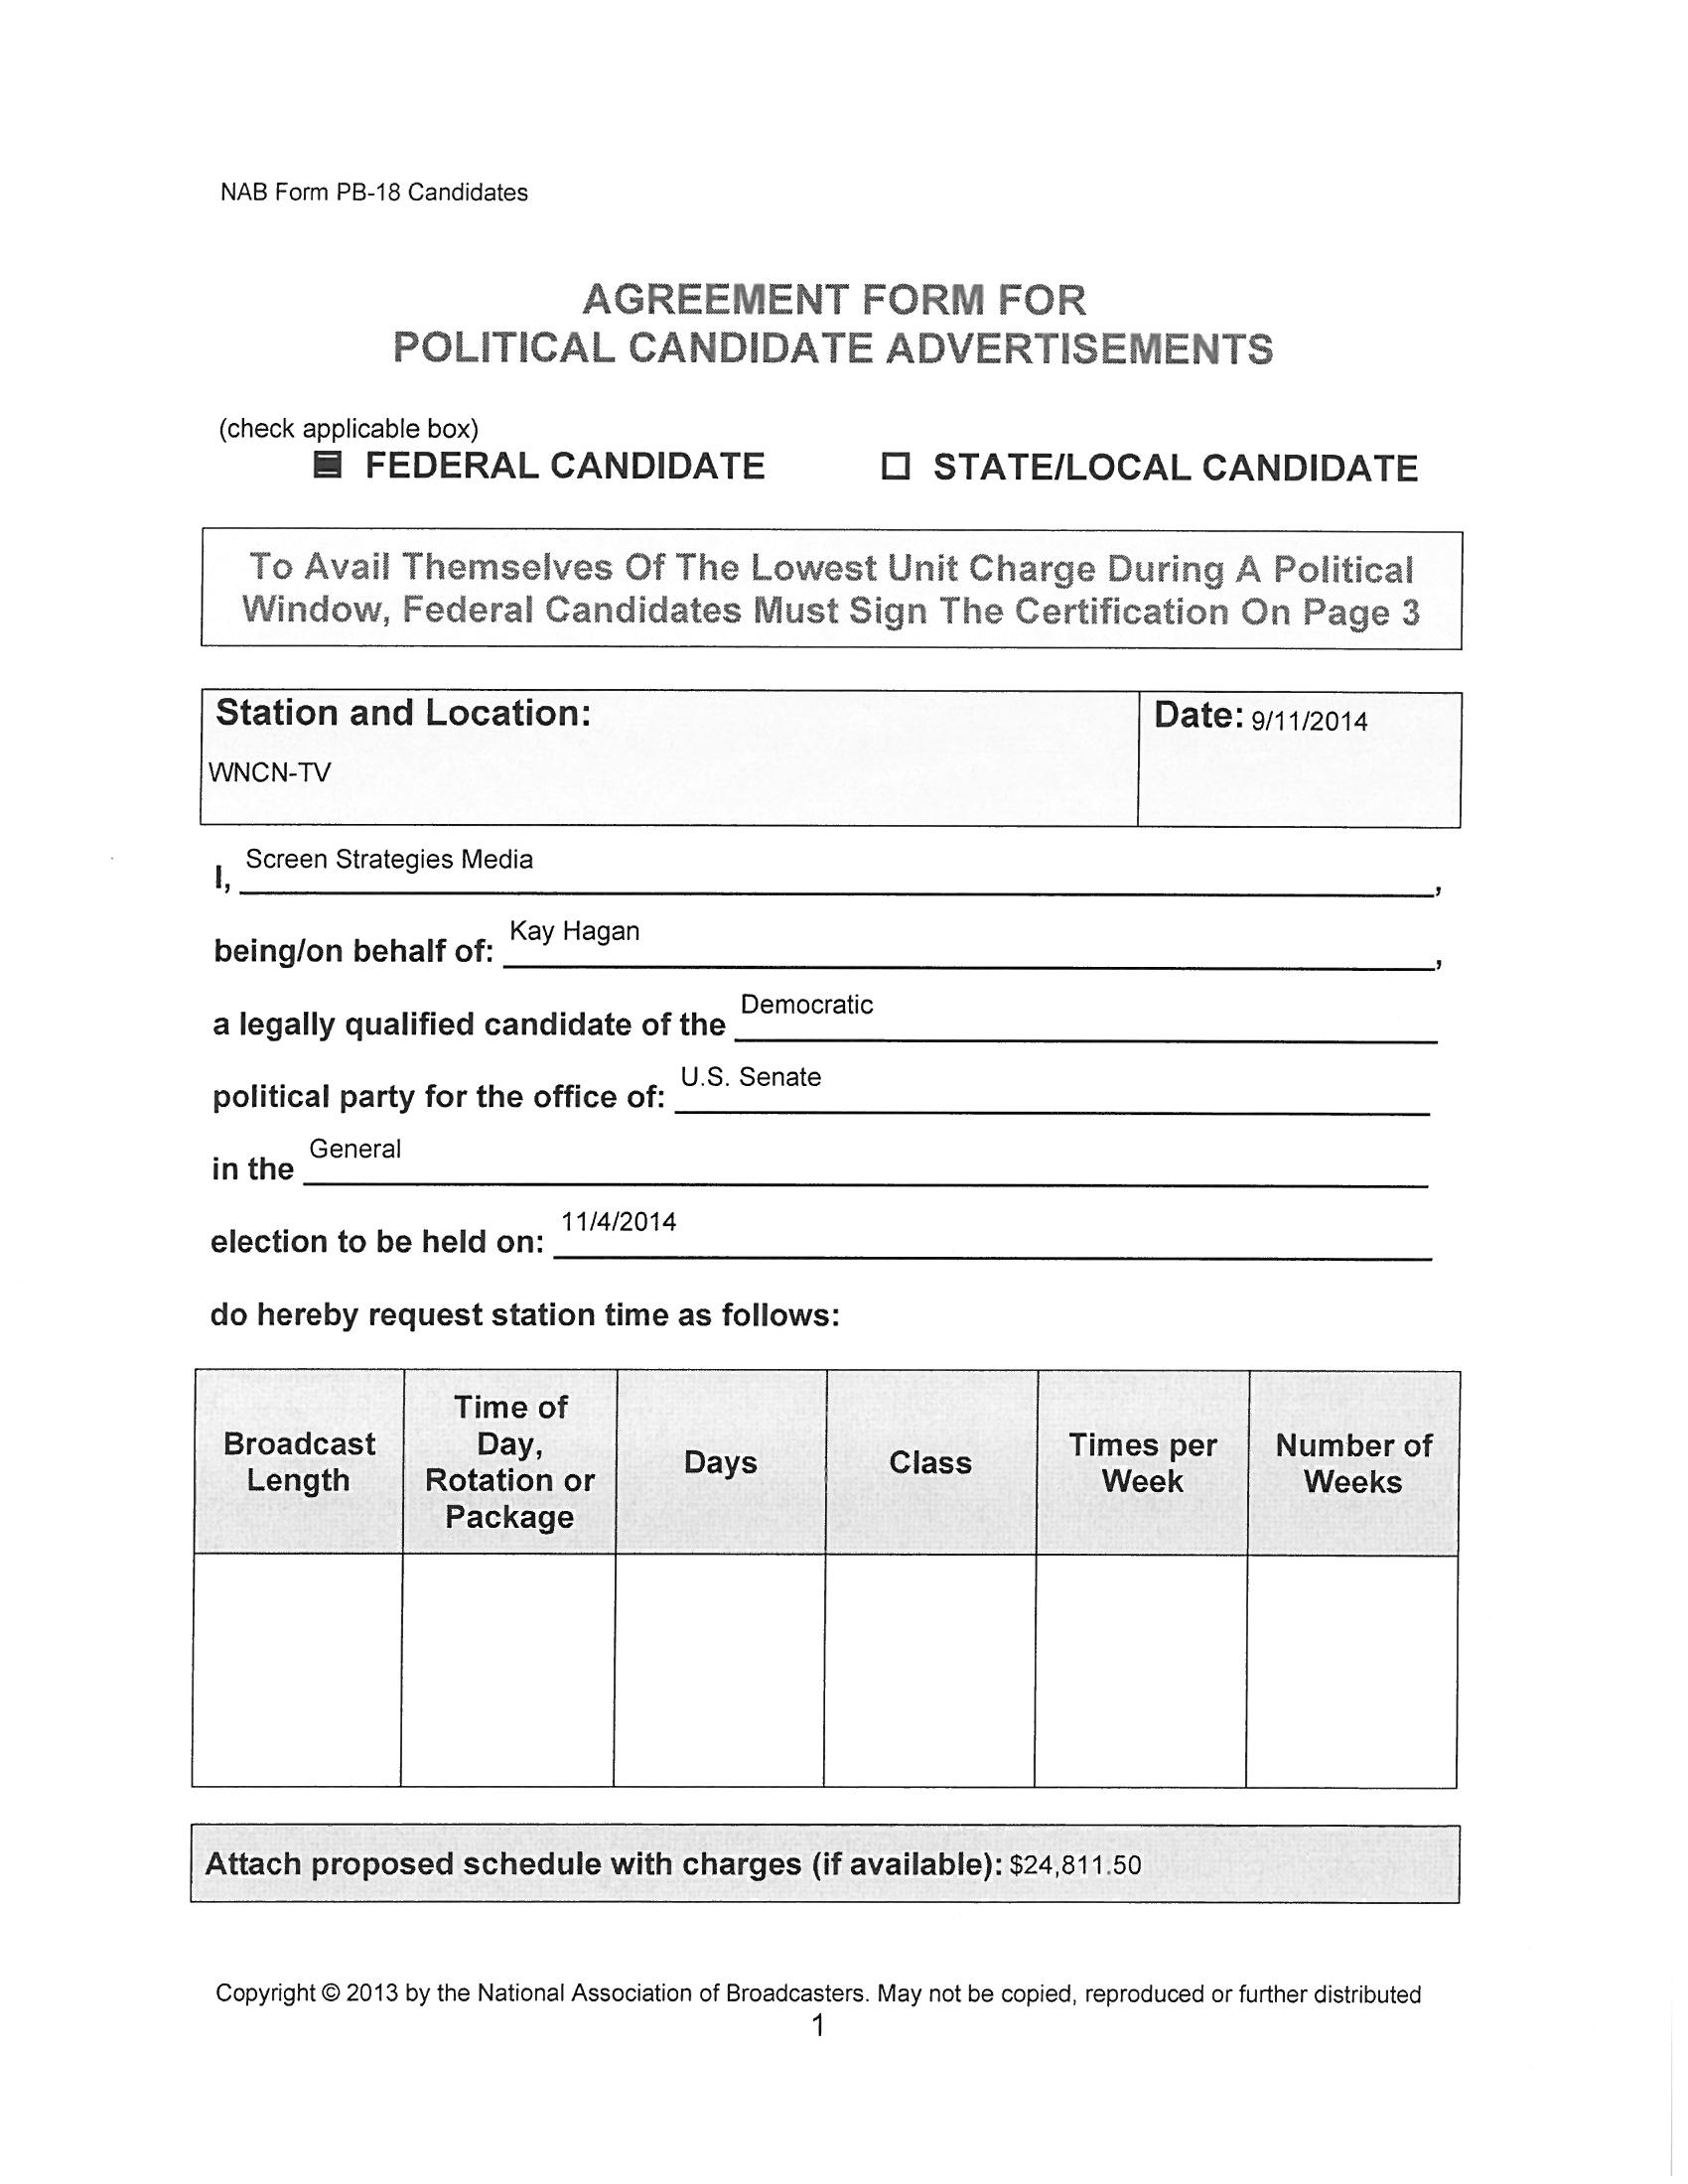 NAB Form PB-18 Candidates
AGREEMENT FORM FOR
POLITICAL CANDIDATE ADVERTISEMENTS
(check applicable box)
FEDERAL CANDIDATE STATE/LOCAL CANDIDATE
To Avail Themselves Of The Lowest Unit Charge During A Political
Window, Federal Candidates Must Sign The Certification On Page 3
Station and Location: Date: 9/11/2014
WNCN-TV
I, Screen Strategies Media,
being/on behalf of: Kay Hagan,
a legally qualified candidate of the Democratic
political party for the office of: U.S. Senate
in the General
election to be held on: 11/4/2014
do hereby request station time as follows:
Broadcast Length
Time of Day, Rotation or Package
Days
Class
Times per Week
Number of Weeks
Attach proposed schedule with charges (if available): $24,811.50
Copyright © 2013 by the National Association of Broadcasters. May not be copied, reproduced or further distributed
1